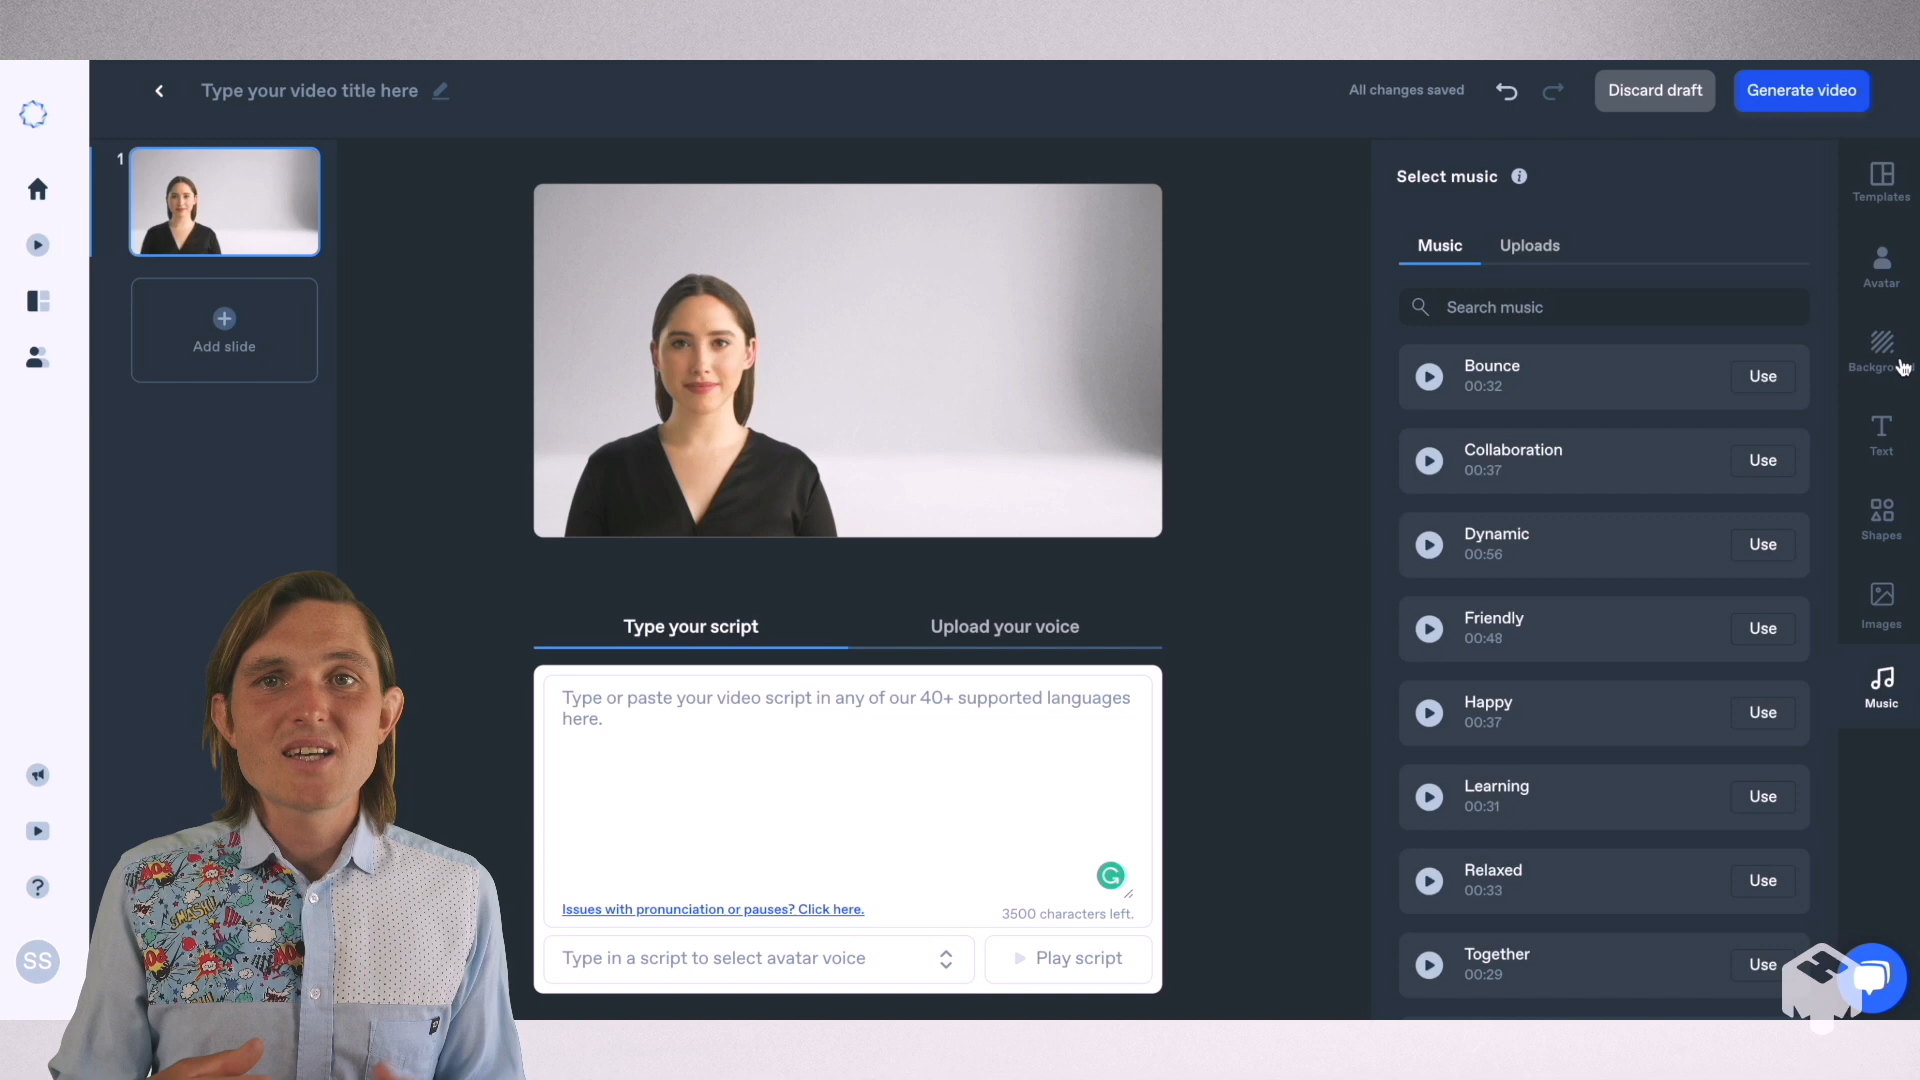 Type your video title here
All changes saved
Discard draft
Generate video
1
Add slide
Type your script
Upload your voice
Type or paste your video script in any of our 40+ supported languages
here.
Issues with pronunciation or pauses? Click here.
3500 characters left.
Type in a script to select avatar voice
Play script
Select music
Music
Uploads
Search music
Bounce
00:32
Use
Collaboration
00:37
Use
Dynamic
00:56
Use
Friendly
00:48
Use
Happy
00:37
Use
Learning
00:31
Use
Relaxed
00:33
Use
Together
00:29
Use
Templates
Avatar
Text
Shapes
Images
Music
SS
POW
SMASH!